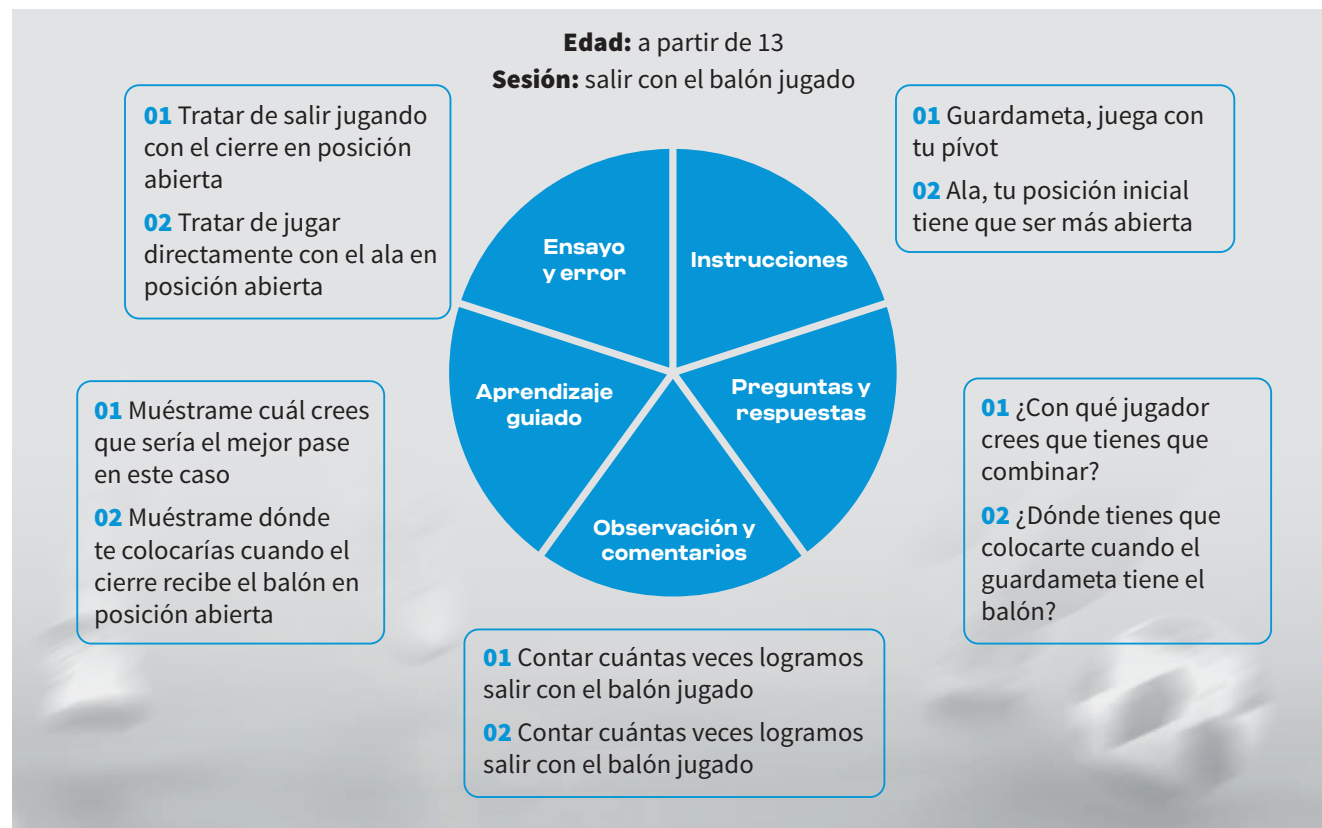 Edad: a partir de 13
Sesión: salir con el balón jugado
01 Tratar de salir jugando
con el cierre en posición
abierta
02 Tratar de jugar
directamente con el ala en
posición abierta
01 Guardameta, juega con
tu pívot
02 Ala, tu posición inicial
tiene que ser más abierta
Ensayo
y error
Instrucciones
Aprendizaje
guiado
Preguntas y
respuestas
Observación y
comentarios
01 Muéstrame cuál crees
que sería el mejor pase
en este caso
02 Muéstrame dónde
te colocarías cuando el
cierre recibe el balón en
posición abierta
01 ¿Con qué jugador
crees que tienes que
combinar?
02 ¿Dónde tienes que
colocarte cuando el
guardameta tiene el
balón?
01 Contar cuántas veces logramos
salir con el balón jugado
02 Contar cuántas veces logramos
salir con el balón jugado